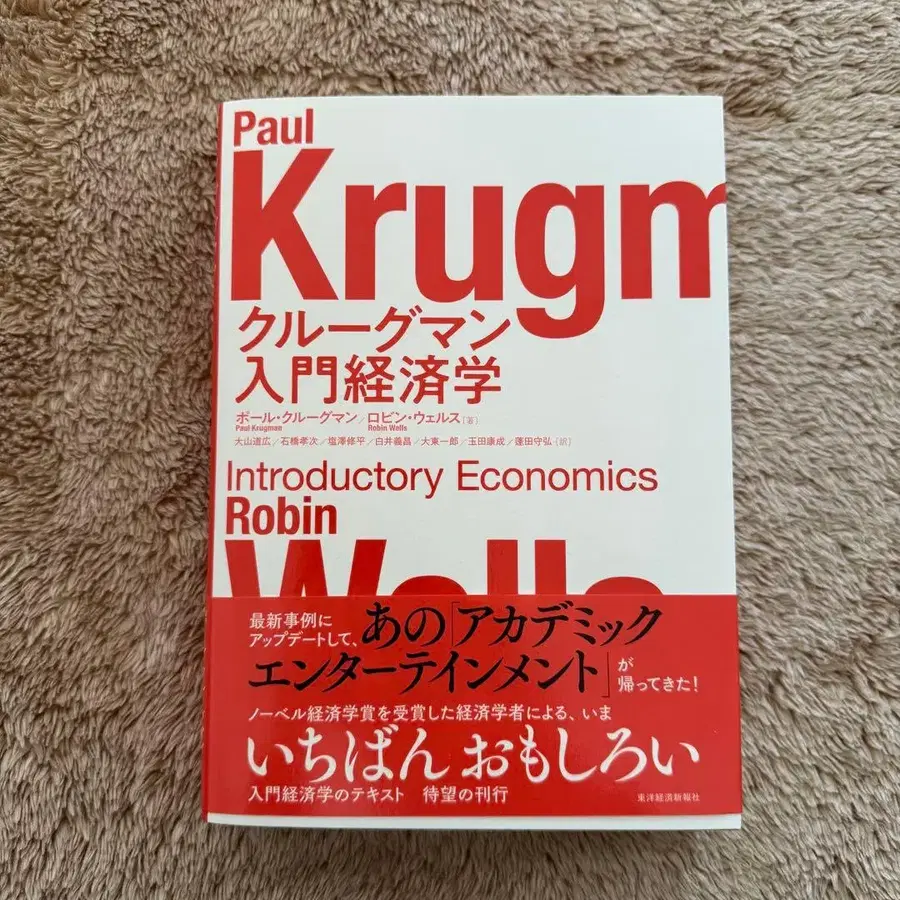 Paul
Krugm
クルーグマン
入門経済学
ポール・クルーグマン／ロビン・ウェルス［著］
Paul Krugman Robin Wells
大山道広／石橋孝次／塩澤修平／白井義昌／大東一郎／玉田康成／蓬田守弘［訳］
Introductory Economics
Robin
Wells
最新事例に
アップデートして、あの「アカデミック
エンターテインメント」が
帰ってきた！
ノーベル経済学賞を受賞した経済学者による、いま
いちばん おもしろい
入門経済学のテキスト 待望の刊行
東洋経済新報社